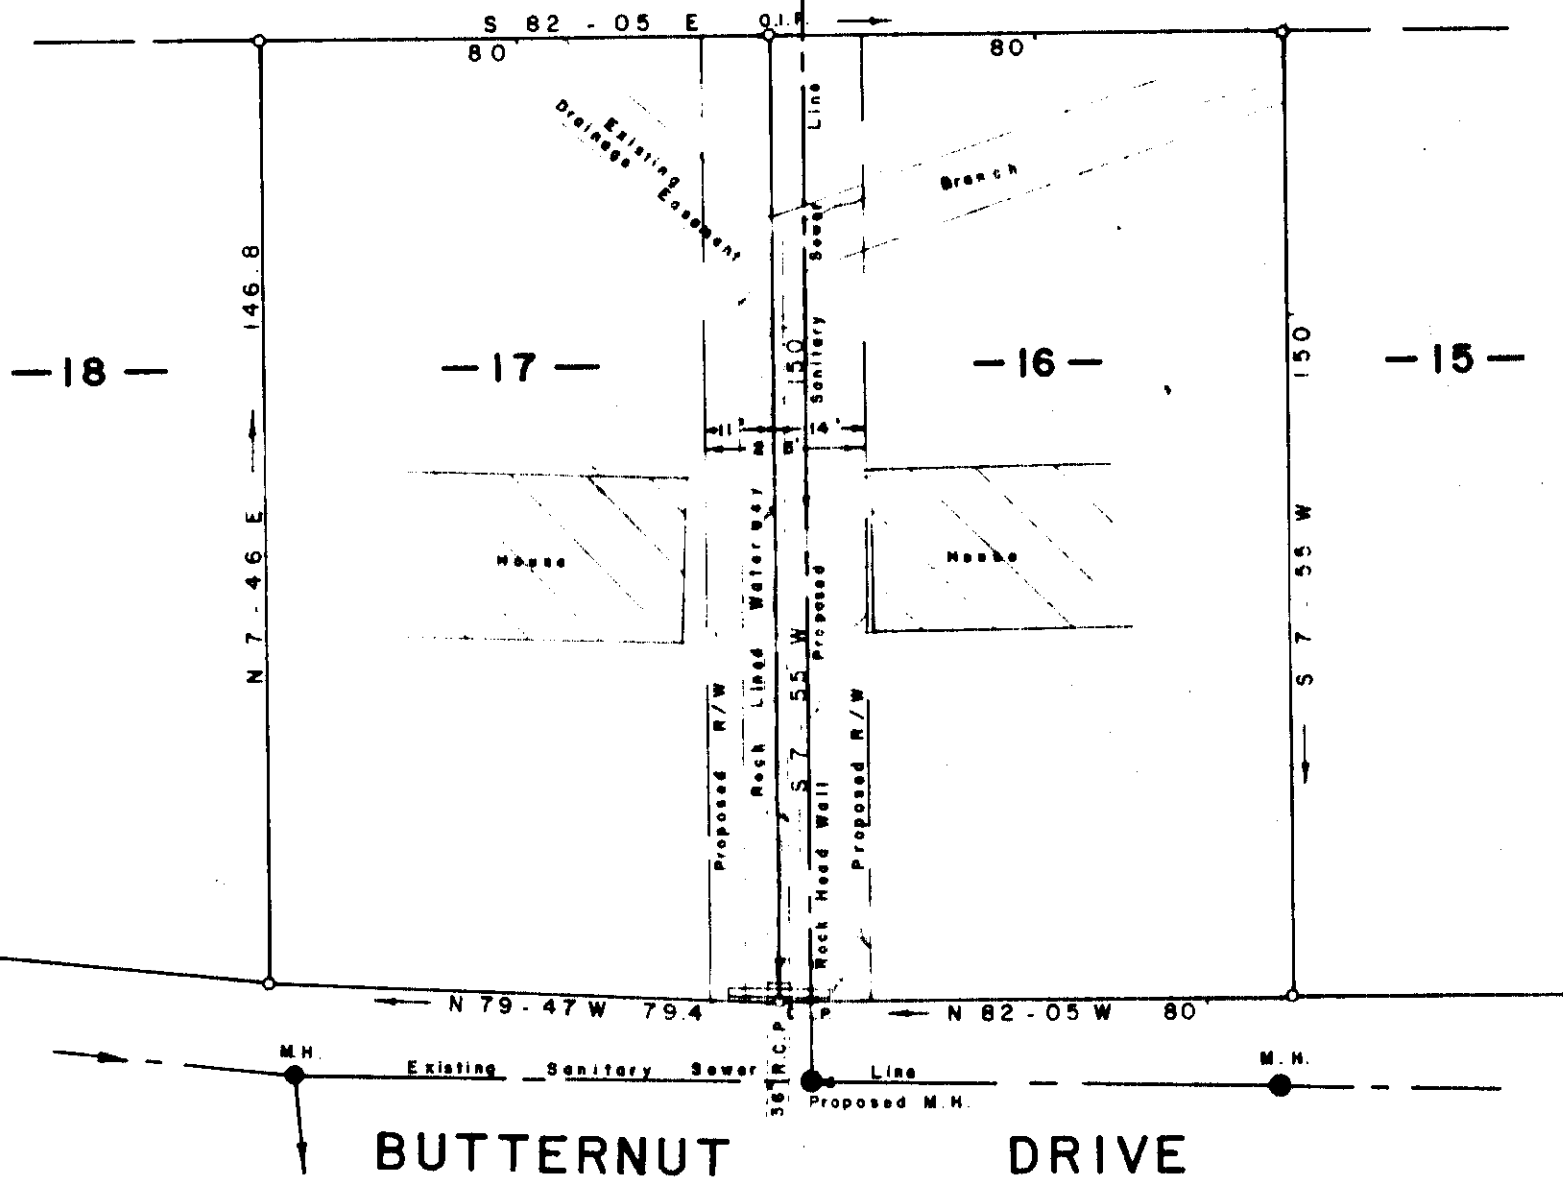 S 82 - 05 E
O.I.P.
80'
80'
Existing
Drainage Easement
Branch
146.8
N 7 - 46 E
-18-
-17-
-16-
-15-
150'
150'
S 7 - 55 W
11'
14'
House
House
Rock Lined Waterway
Proposed Sanitary Sewer Line
S 7 - 55 W
Proposed R/W
Proposed R/W
Rock Head Wall
N 79 - 47 W 79.4
I P
N 82 - 05 W 80'
36" R.C.P.
M.H.
Existing Sanitary Sewer Line
M.H.
Proposed M.H.
BUTTERNUT DRIVE